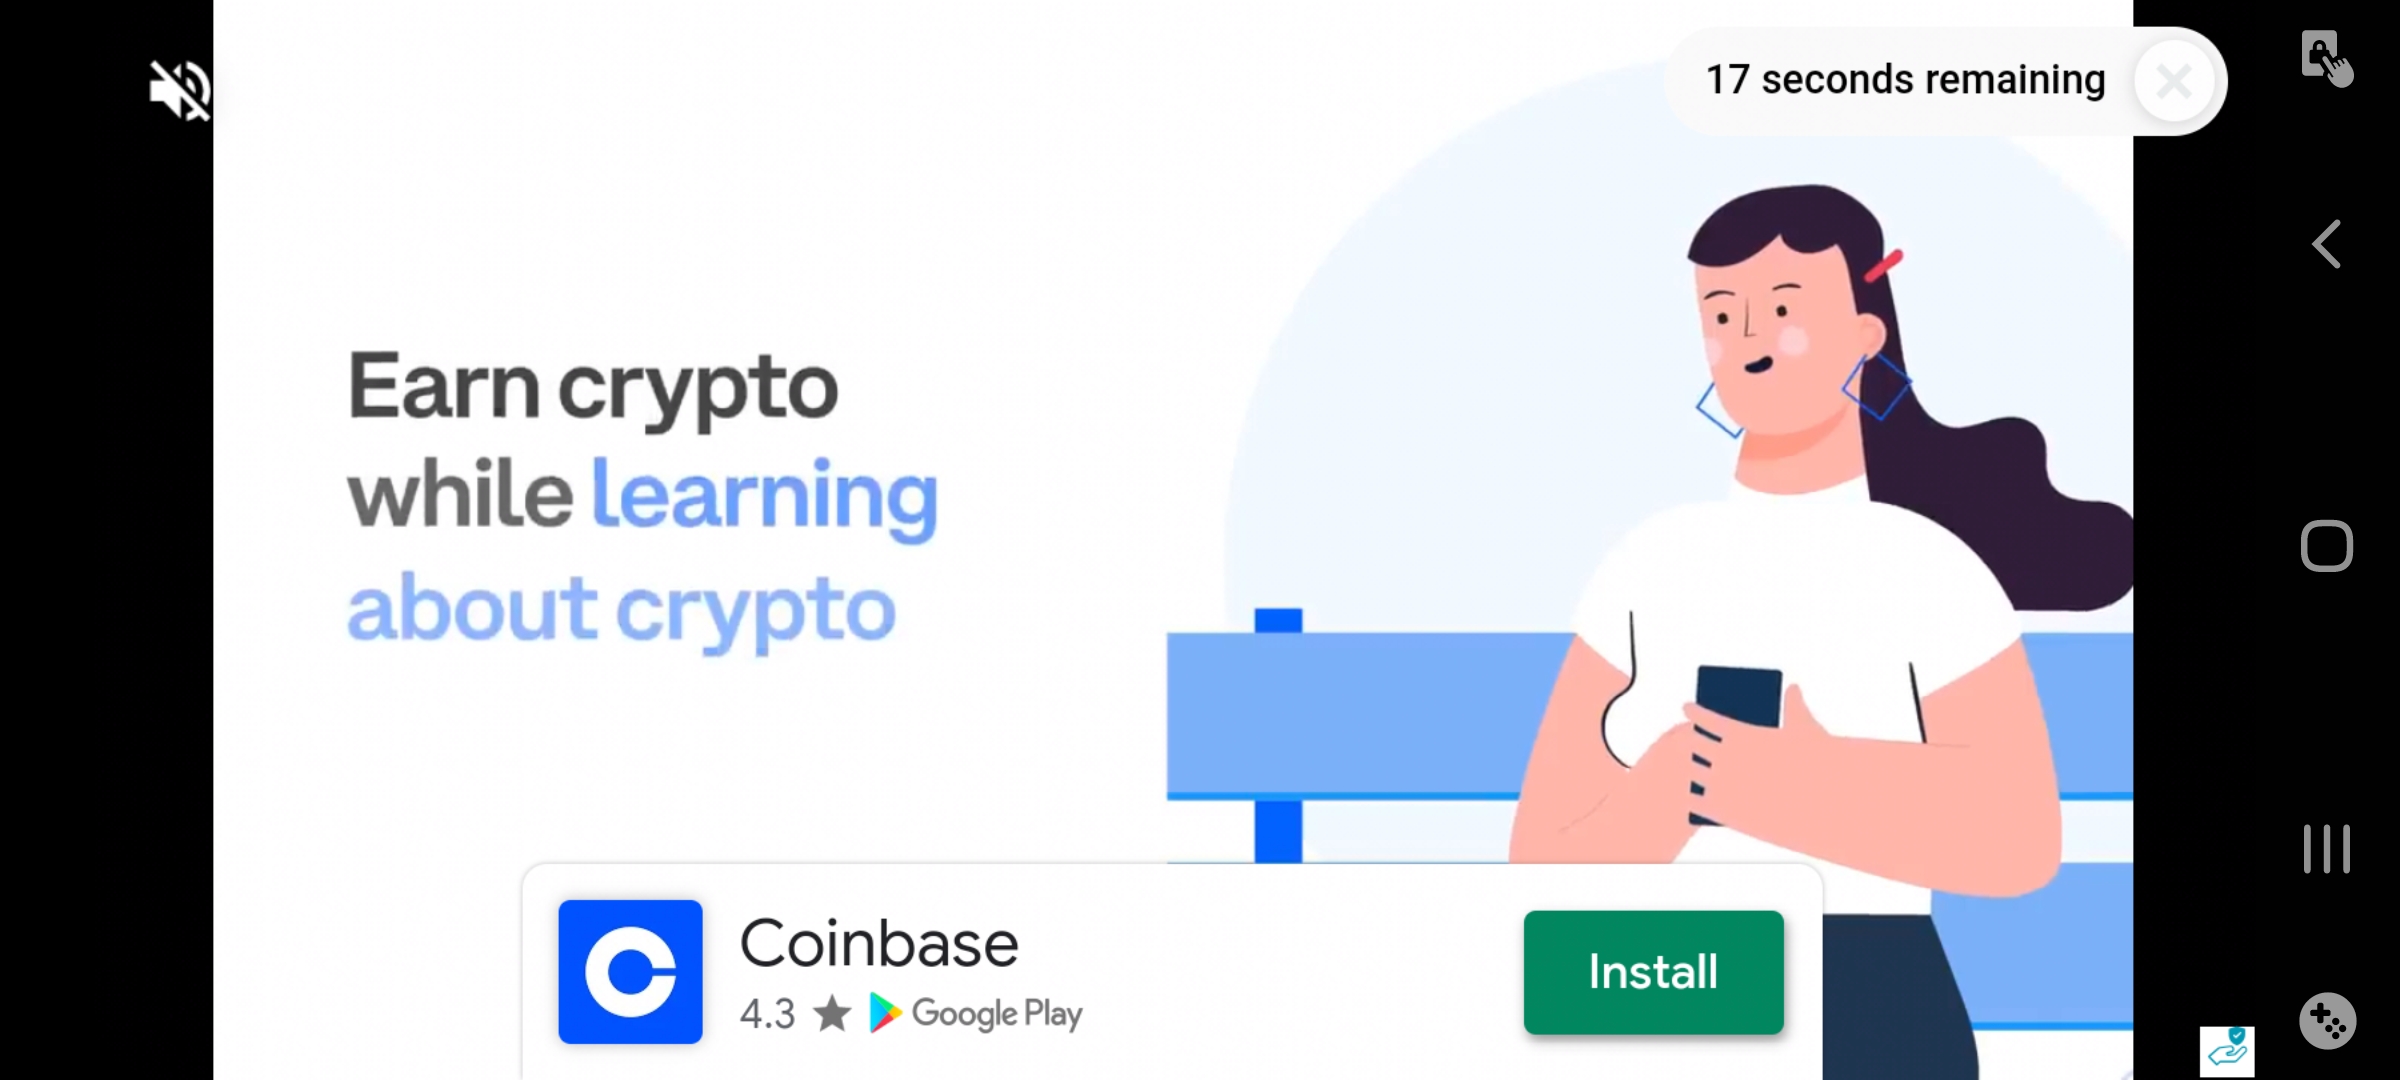 17 seconds remaining
Earn crypto
while learning
about crypto
Coinbase
4.3 Google Play
Install